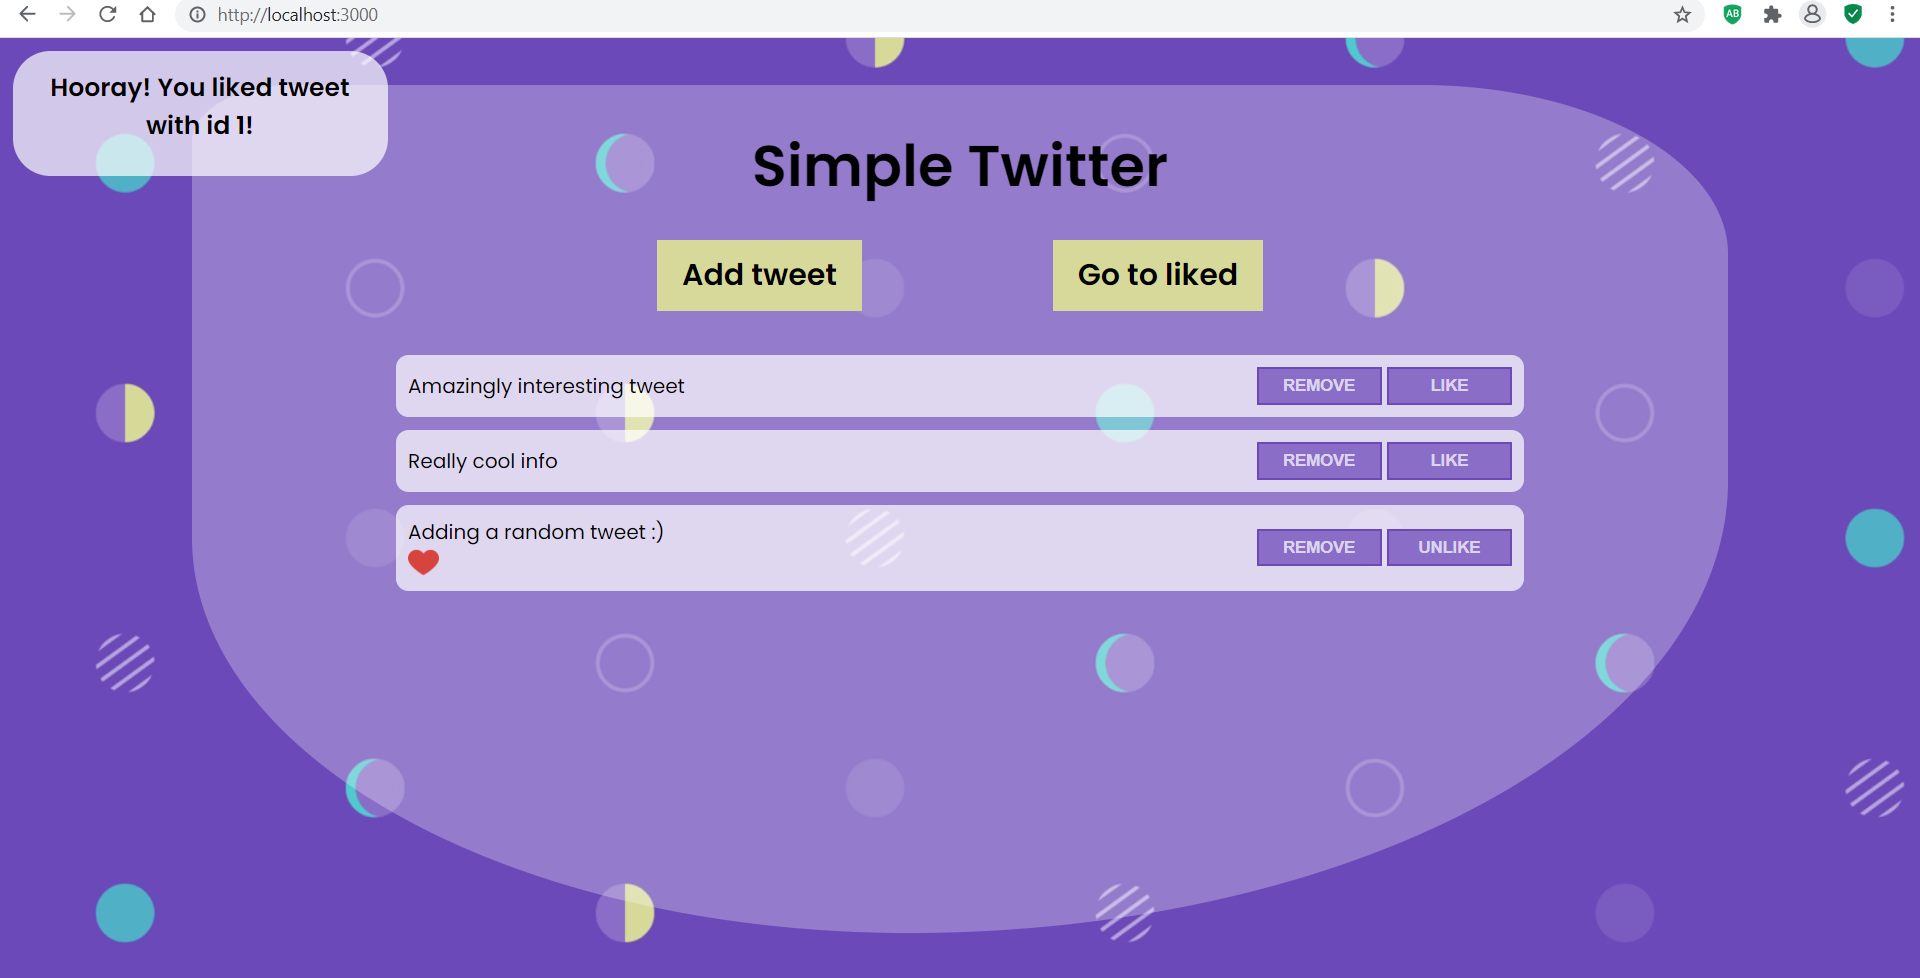 http://localhost:3000
AB
Hooray! You liked tweet
with id 1!
Simple Twitter
Add tweet
Go to liked
Amazingly interesting tweet
REMOVE
LIKE
Really cool info
REMOVE
LIKE
Adding a random tweet :)
REMOVE
UNLIKE